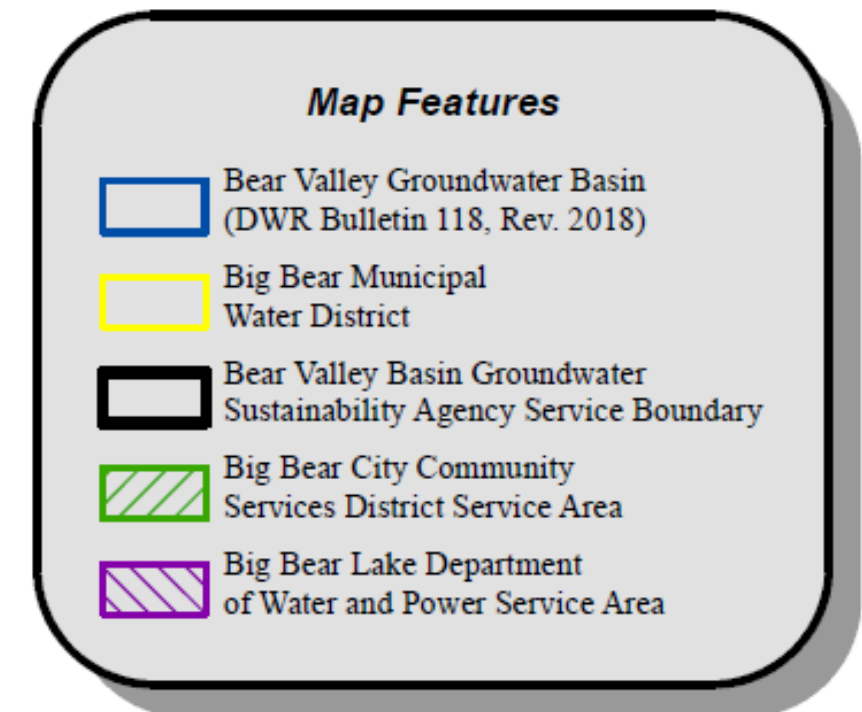 Map Features
Bear Valley Groundwater Basin
(DWR Bulletin 118, Rev. 2018)
Big Bear Municipal
Water District
Bear Valley Basin Groundwater
Sustainability Agency Service Boundary
Big Bear City Community
Services District Service Area
Big Bear Lake Department
of Water and Power Service Area